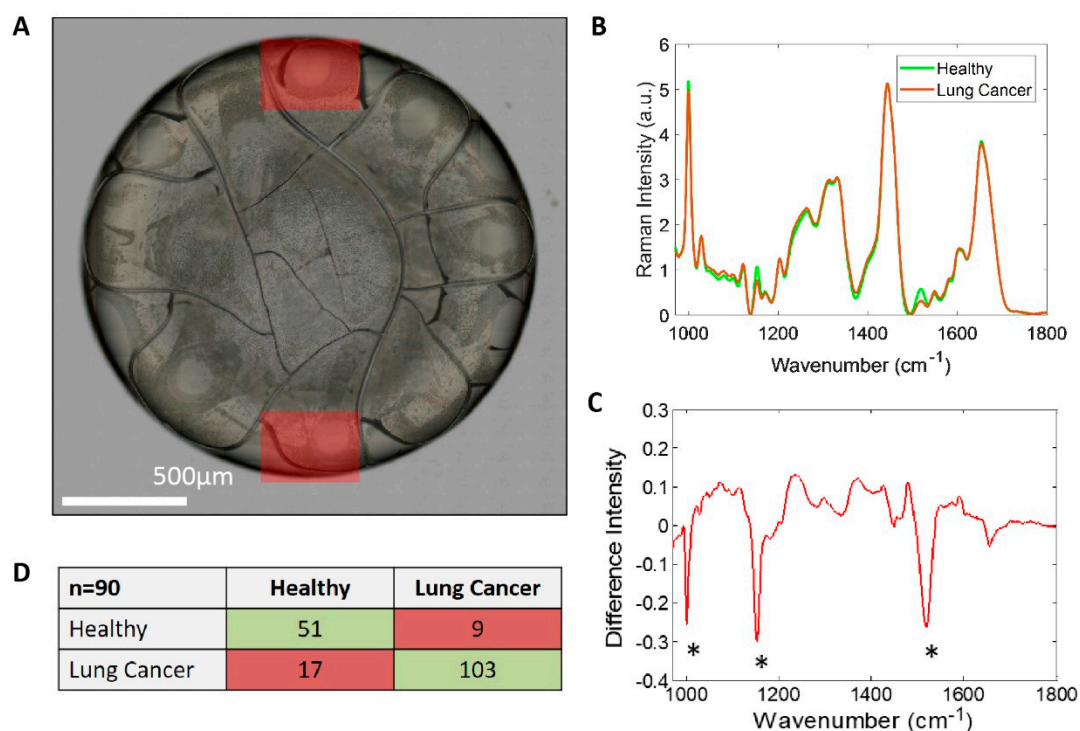 A
500μm
B
Raman Intensity (a.u.)
6
5
4
3
2
1
0
Healthy
Lung Cancer
1000 1200 1400 1600 1800
Wavenumber (cm⁻¹)
C
Difference Intensity
0.3
0.2
0.1
0
-0.1
-0.2
-0.3
-0.4
* * *
1000 1200 1400 1600 1800
Wavenumber (cm⁻¹)
D
n=90 Healthy Lung Cancer
Healthy 51 9
Lung Cancer 17 103